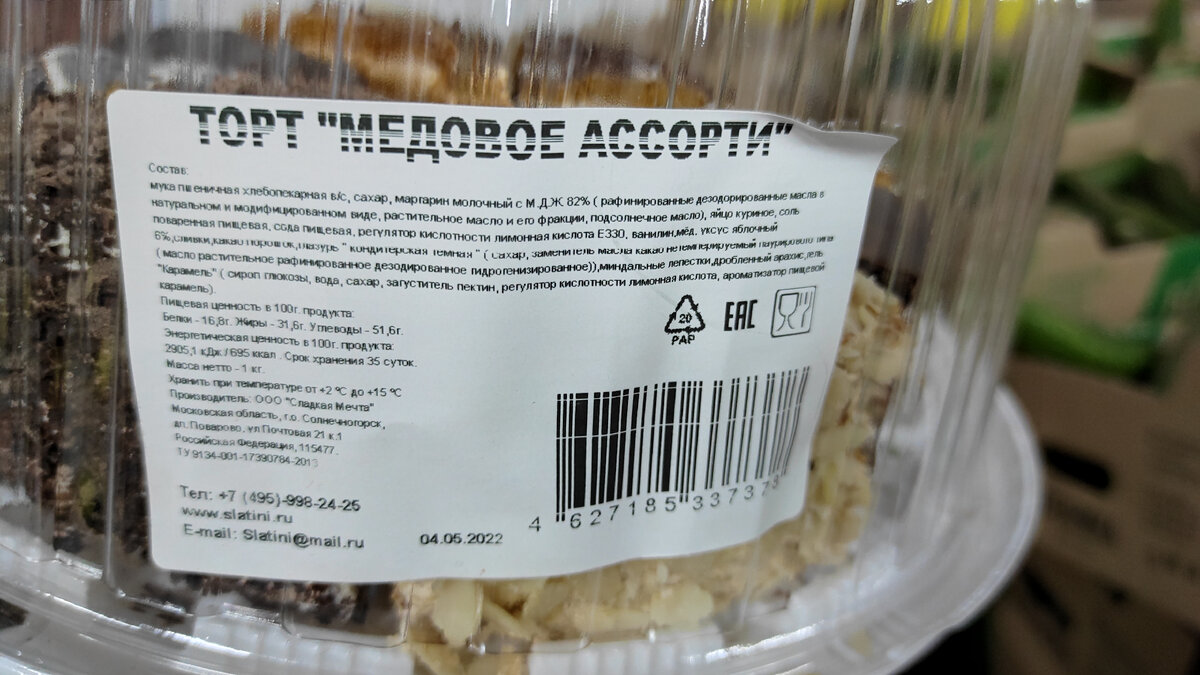 ТОРТ "МЕДОВОЕ АССОРТИ"
Состав:
мука пшеничная хлебопекарная в/с, сахар, маргарин молочный с М.Д.Ж. 82% ( рафинированные дезодорированные масла в
натуральном и модифицированном виде, растительное масло и его фракции, подсолнечное масло), яйцо куриное, соль
поваренная пищевая, сода пищевая, регулятор кислотности лимонная кислота Е330, ванилин,мёд, уксус яблочный
6%,сливки,какао порошок,глазурь " кондитерская темная " ( сахар, заменитель масла какао нетемперируемый лауринового типа
( масло растительное рафинированное дезодорированное гидрогенизированное)),миндальные лепестки,дробленный арахис,гель
"Карамель" ( сироп глюкозы, вода, сахар, загуститель пектин, регулятор кислотности лимонная кислота, ароматизатор пищевой
карамель).
Пищевая ценность в 100г. продукта:
Белки - 16,8г. Жиры - 31,6г. Углеводы - 51,6г.
Энергетическая ценность в 100г. продукта:
2905,1 кДж / 695 ккал . Срок хранения 35 суток.
Масса нетто - 1 кг.
Хранить при температуре от +2 °С до +15 °С
Производитель: ООО "Сладкая Мечта"
Московская область, г.о. Солнечногорск,
дп. Поварово, ул Почтовая 21 к.1
Российская Федерация, 115477.
ТУ 9134-001-17390784-2013
20
PAP
EAC
Тел: +7 (495)-998-24-25
www.slatini.ru
E-mail: Slatini@mail.ru
04.05.2022
4 627185 337373